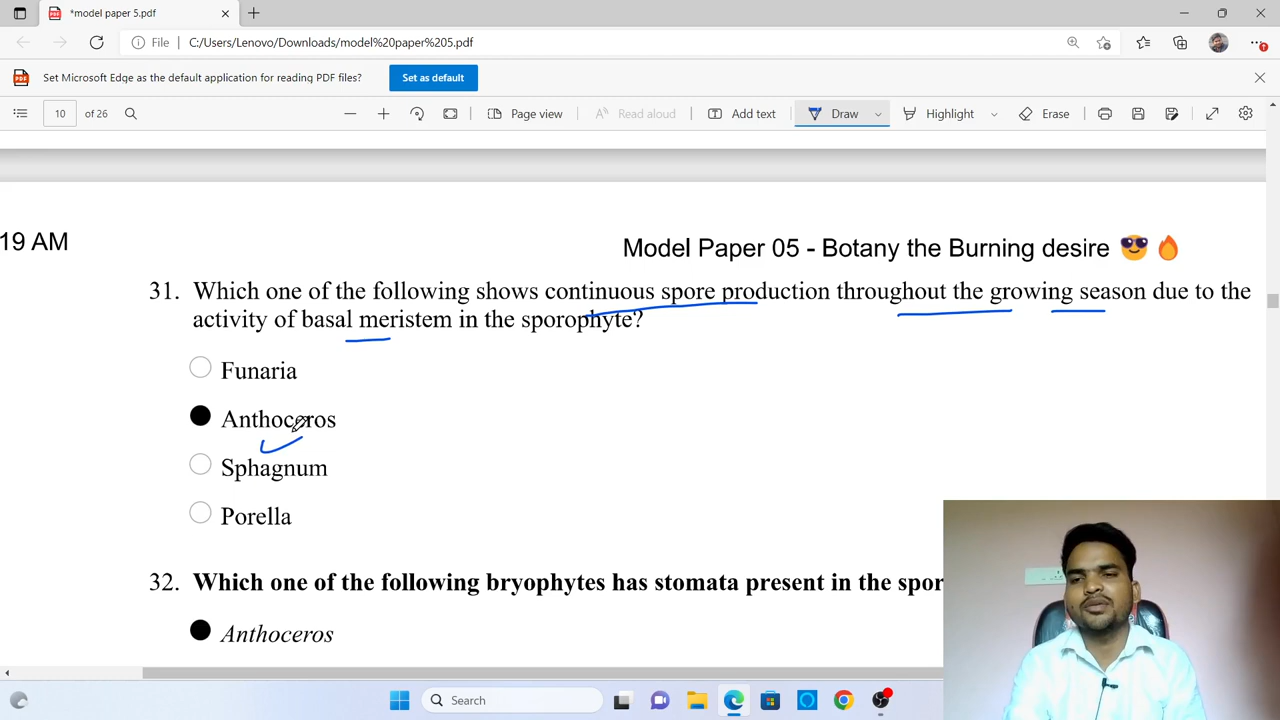 *model paper 5.pdf
File C:/Users/Lenovo/Downloads/model%20paper%205.pdf
Set Microsoft Edge as the default application for reading PDF files? Set as default
10 of 26 Page view Read aloud Add text Draw Highlight Erase
19 AM
Model Paper 05 - Botany the Burning desire 😎 🔥
31. Which one of the following shows continuous spore production throughout the growing season due to the
activity of basal meristem in the sporophyte?
Funaria
Anthoceros
Sphagnum
Porella
32. Which one of the following bryophytes has stomata present in the spor
Anthoceros
Search